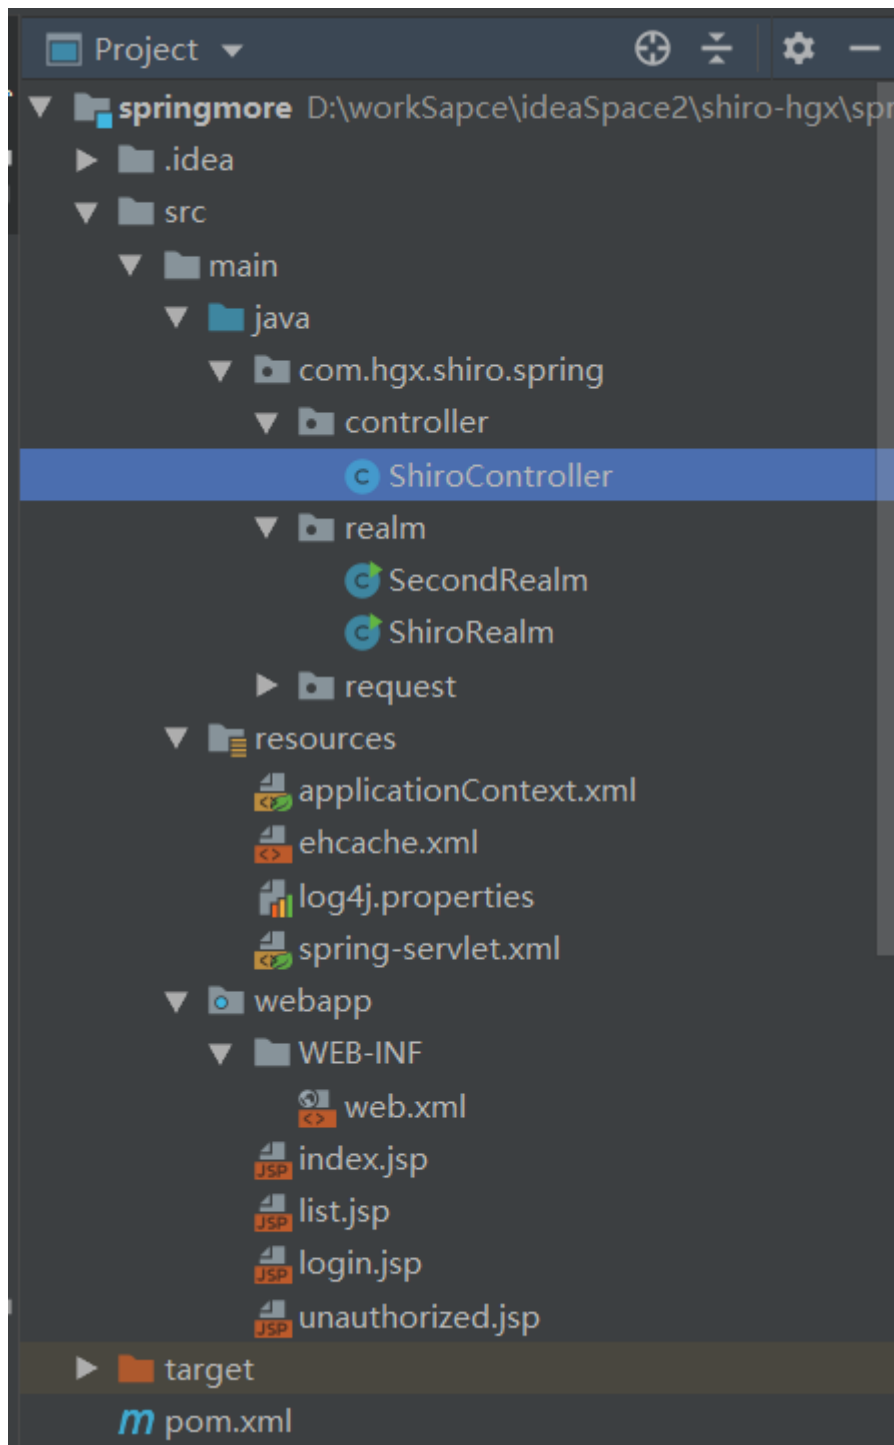 Project
springmore D:\workSapce\ideaSpace2\shiro-hgx\spr
.idea
src
main
java
com.hgx.shiro.spring
controller
ShiroController
realm
SecondRealm
ShiroRealm
request
resources
applicationContext.xml
ehcache.xml
log4j.properties
spring-servlet.xml
webapp
WEB-INF
web.xml
index.jsp
list.jsp
login.jsp
unauthorized.jsp
target
pom.xml